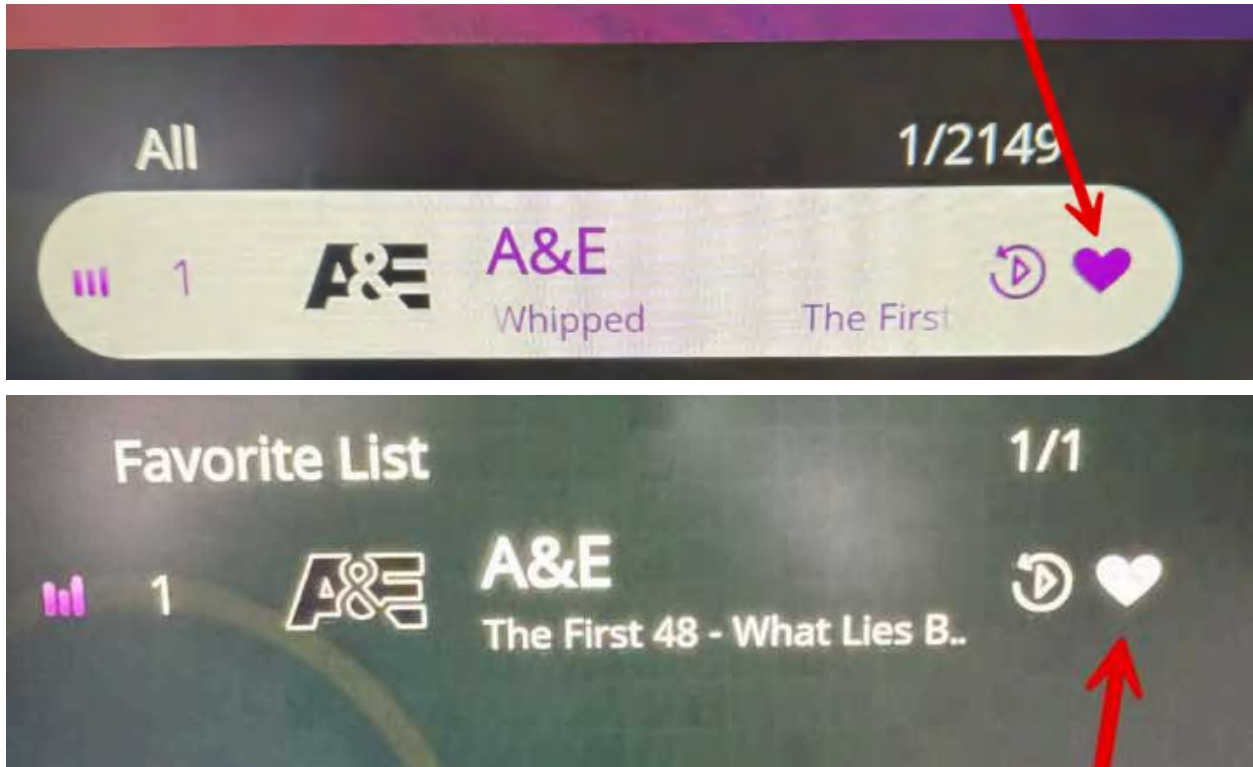 All 1/2149
1 A&E A&E
Whipped The First
Favorite List 1/1
1 A&E A&E
The First 48 - What Lies B..